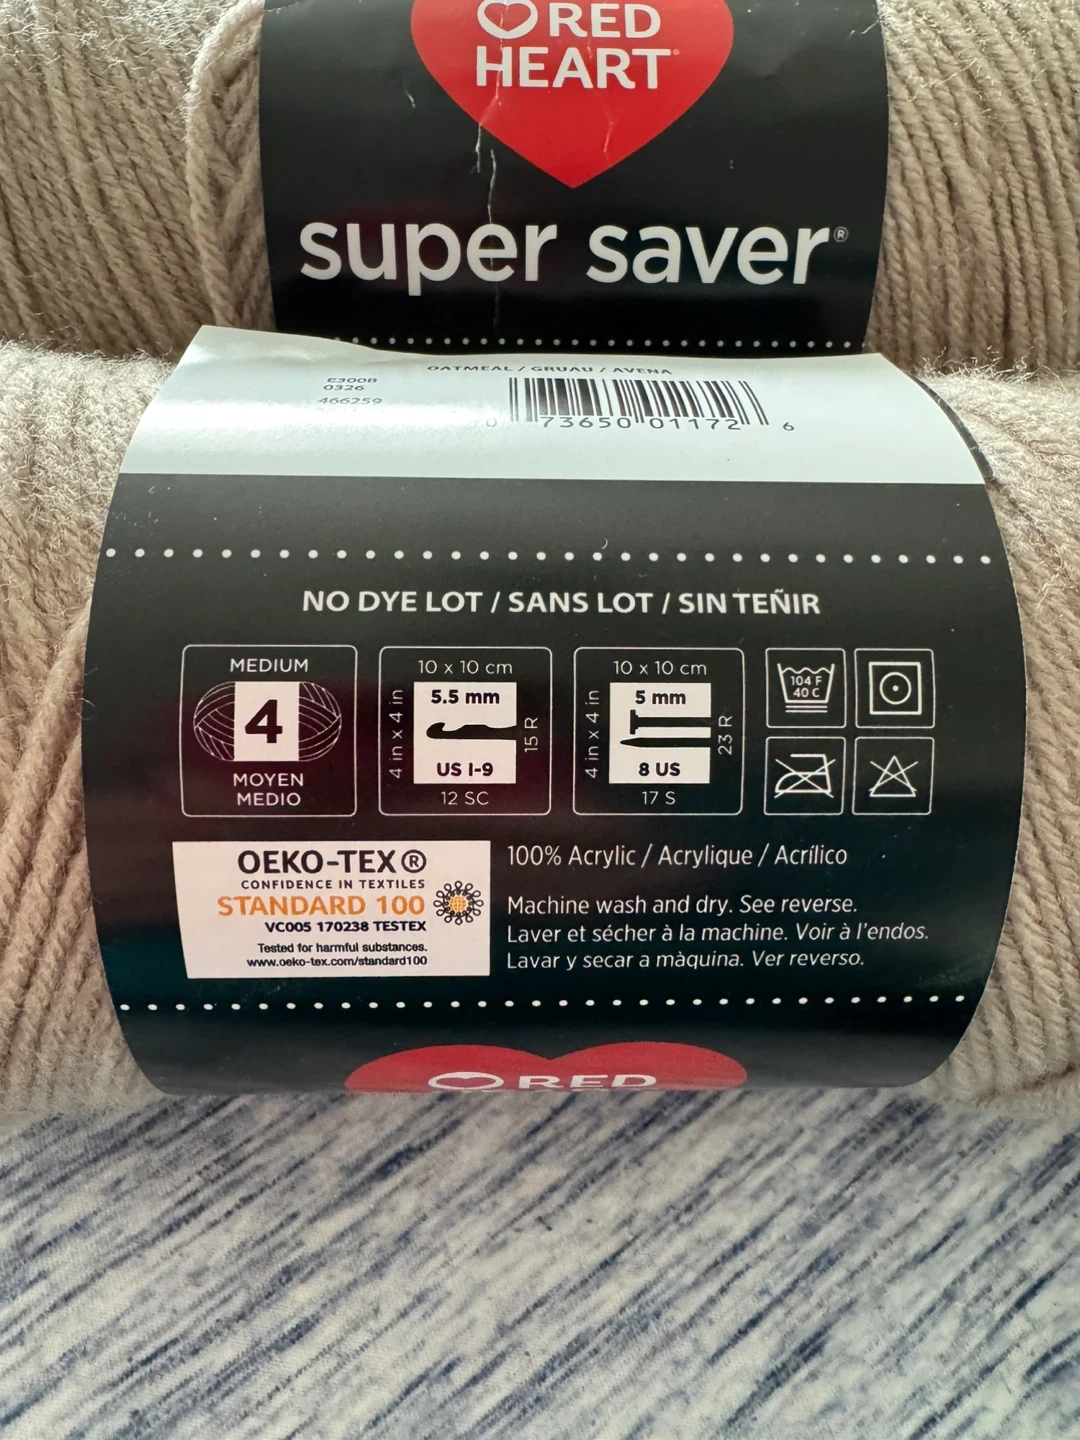 RED
HEART®
super saver®
OATMEAL / GRUAU / AVENA
E300B
0326
466259
0 73650 01172 6
NO DYE LOT / SANS LOT / SIN TEÑIR
MEDIUM
4
MOYEN
MEDIO
10 x 10 cm
4 in x 4 in
5.5 mm
US I-9
15 R
12 SC
10 x 10 cm
4 in x 4 in
5 mm
8 US
23 R
17 S
104 F
40 C
OEKO-TEX®
CONFIDENCE IN TEXTILES
STANDARD 100
VC005 170238 TESTEX
Tested for harmful substances.
www.oeko-tex.com/standard100
100% Acrylic / Acrylique / Acrílico
Machine wash and dry. See reverse.
Laver et sécher à la machine. Voir à l'endos.
Lavar y secar a màquina. Ver reverso.
RED